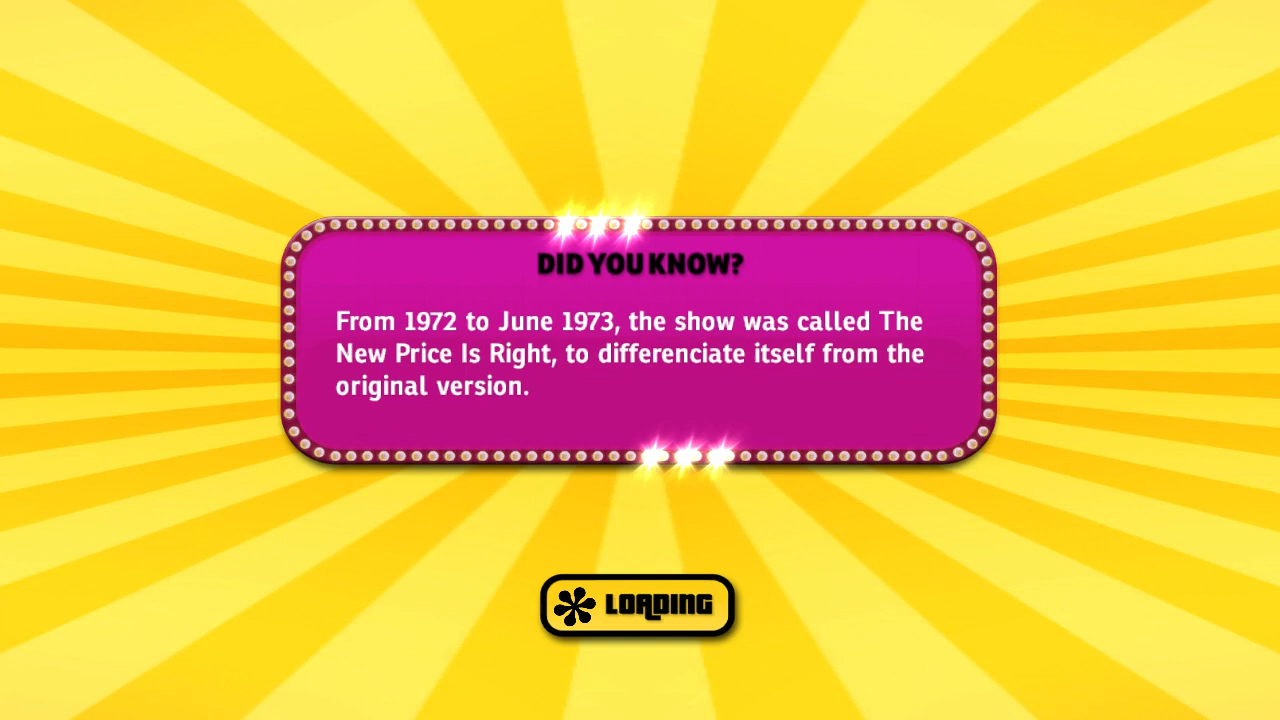 DID YOU KNOW?
From 1972 to June 1973, the show was called The
New Price Is Right, to differenciate itself from the
original version.
LOADING